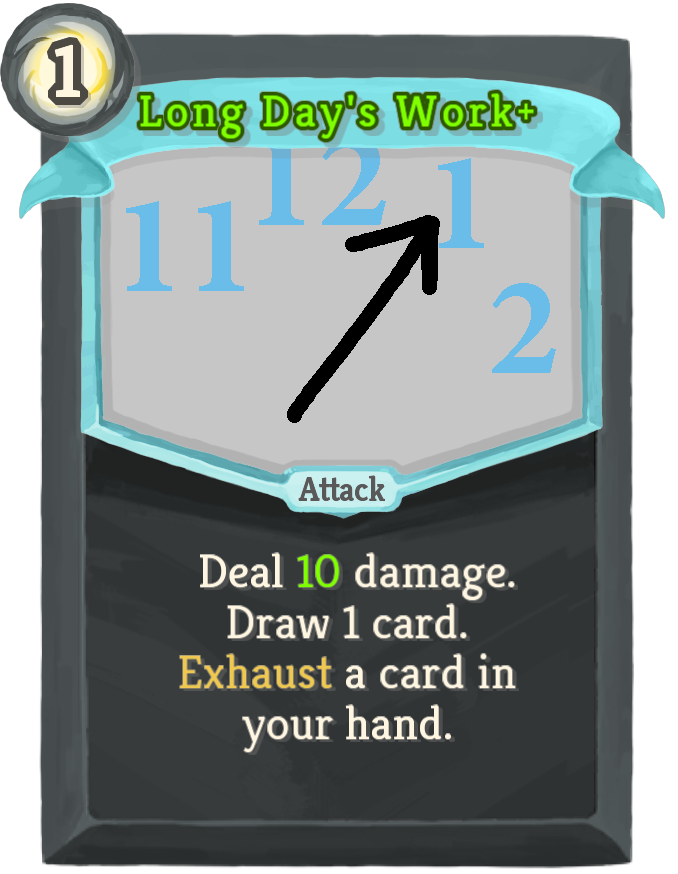 1
Long Day's Work+
11
12
1
2
Attack
Deal 10 damage.
Draw 1 card.
Exhaust a card in
your hand.